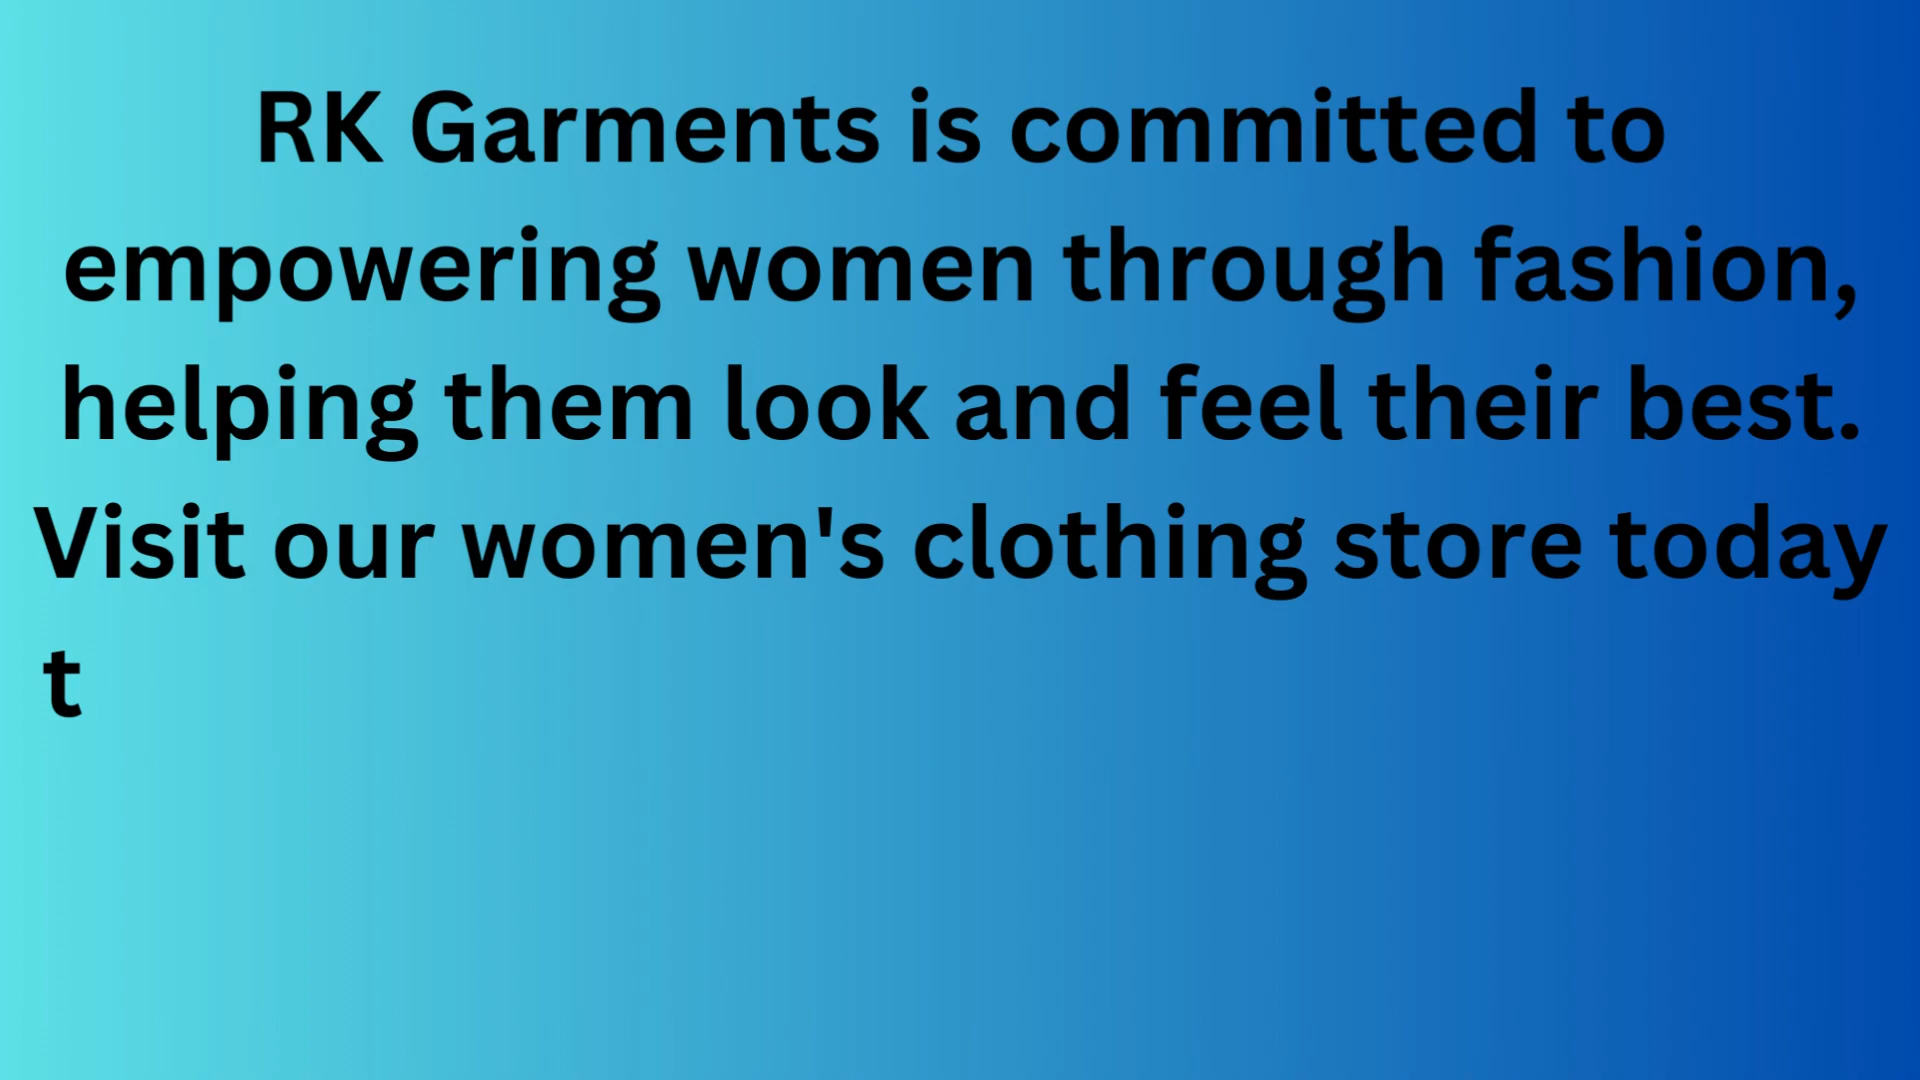 RK Garments is committed to
empowering women through fashion,
helping them look and feel their best.
Visit our women's clothing store today
t